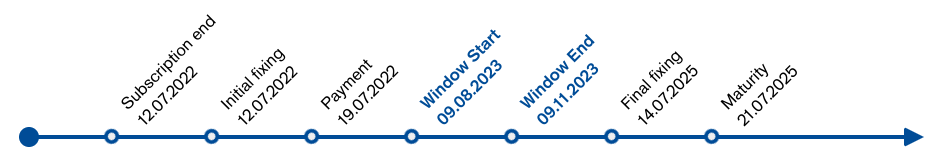 Subscription end
12.07.2022
Initial fixing
12.07.2022
Payment
19.07.2022
Window Start
09.08.2023
Window End
09.11.2023
Final fixing
14.07.2025
Maturity
21.07.2025